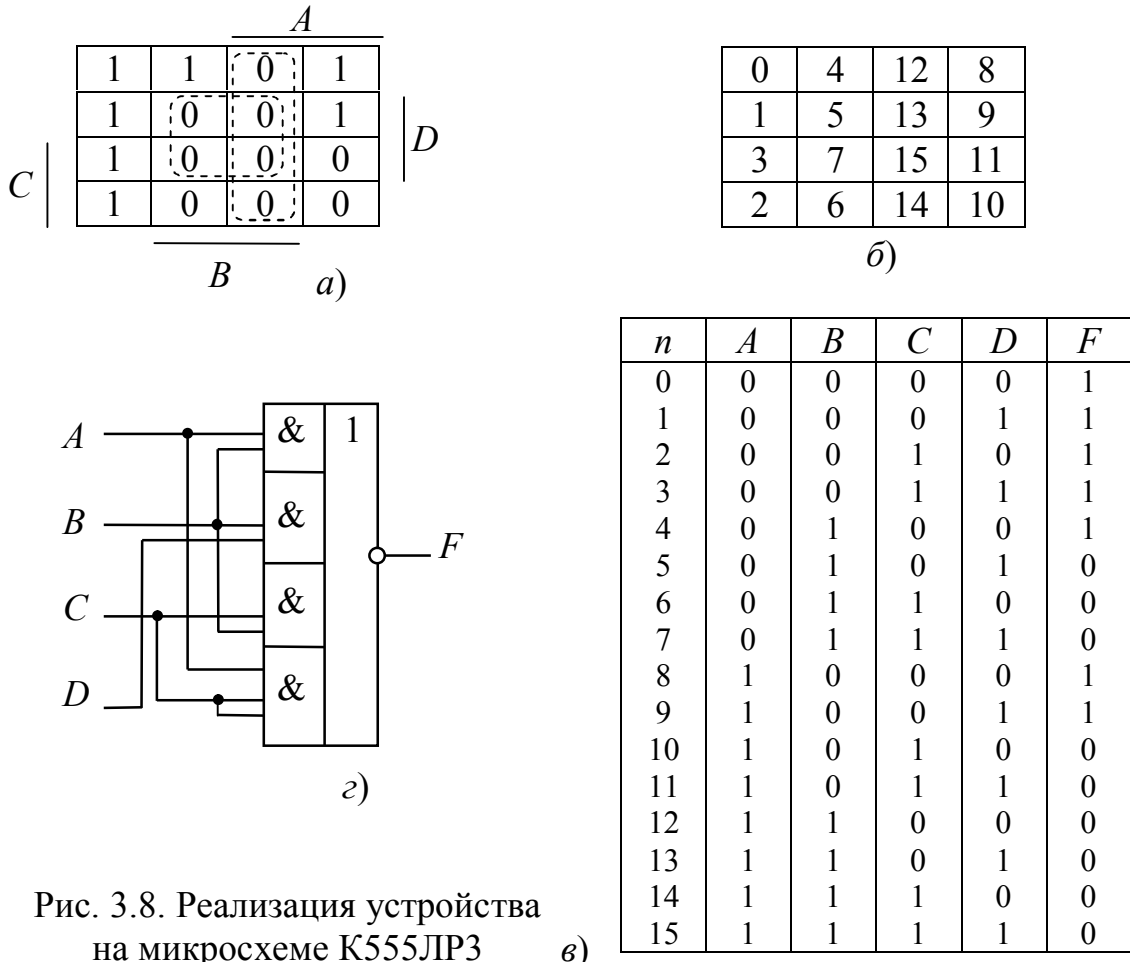 A
1 1 0 1
1 0 0 1
1 0 0 0
1 0 0 0
C
D
B
а)
0 4 12 8
1 5 13 9
3 7 15 11
2 6 14 10
б)
A
B
C
D
& 1
&
&
&
F
г)
n A B C D F
0 0 0 0 0 1
1 0 0 0 1 1
2 0 0 1 0 1
3 0 0 1 1 1
4 0 1 0 0 1
5 0 1 0 1 0
6 0 1 1 0 0
7 0 1 1 1 0
8 1 0 0 0 1
9 1 0 0 1 1
10 1 0 1 0 0
11 1 0 1 1 0
12 1 1 0 0 0
13 1 1 0 1 0
14 1 1 1 0 0
15 1 1 1 1 0
в)
Рис. 3.8. Реализация устройства
на микросхеме К555ЛР3